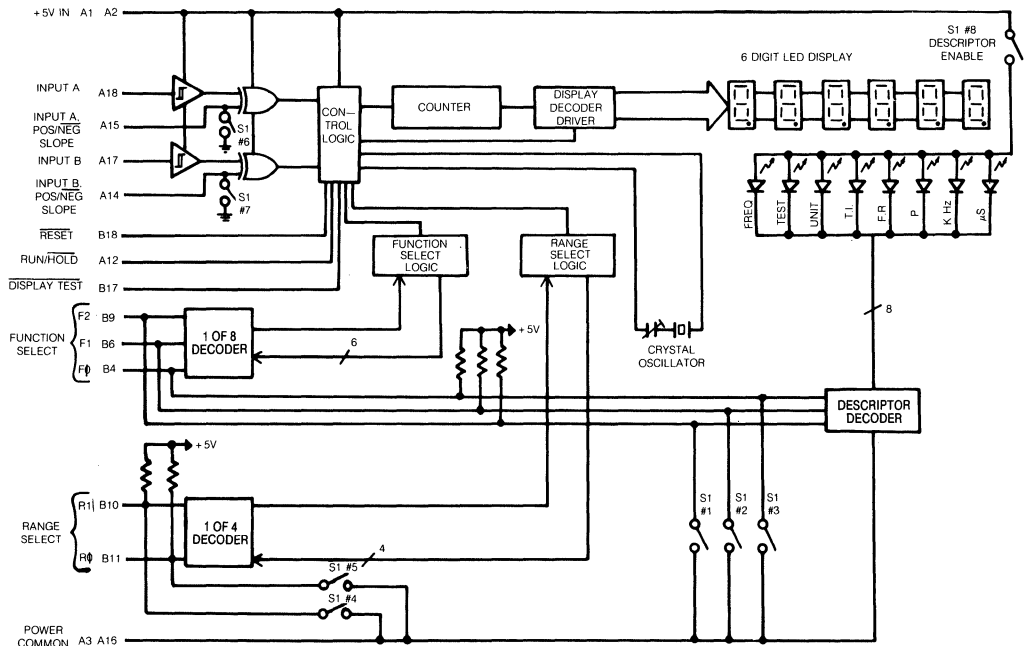 +5V IN A1 A2
S1 #8
DESCRIPTOR
ENABLE
6 DIGIT LED DISPLAY
INPUT A A18
INPUT A. A15
POS/NEG
SLOPE
S1
#6
INPUT B A17
INPUT B. A14
POS/NEG
SLOPE
S1
#7
CON-
TROL
LOGIC
COUNTER
DISPLAY
DECODER
DRIVER
FREQ
TEST
UNIT
T.I.
F.R
P
K Hz
µS
RESET B18
RUN/HOLD A12
DISPLAY TEST B17
FUNCTION
SELECT
LOGIC
RANGE
SELECT
LOGIC
FUNCTION
SELECT
F2 B9
F1 B6
F0 B4
1 OF 8
DECODER
6
+5V
CRYSTAL
OSCILLATOR
8
DESCRIPTOR
DECODER
+5V
RANGE
SELECT
R1 B10
R0 B11
1 OF 4
DECODER
4
S1
#1
S1
#2
S1
#3
S1 #5
S1 #4
POWER
COMMON A3 A16